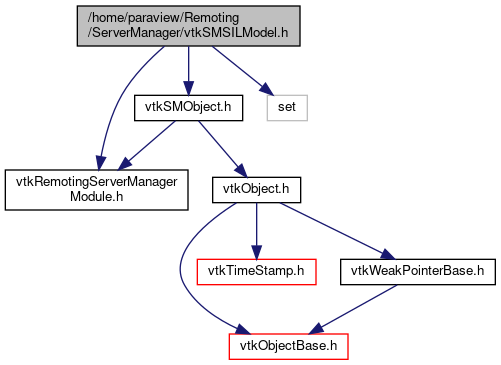 /home/paraview/Remoting
/ServerManager/vtkSMSILModel.h
vtkSMObject.h
set
vtkRemotingServerManager
Module.h
vtkObject.h
vtkTimeStamp.h
vtkWeakPointerBase.h
vtkObjectBase.h